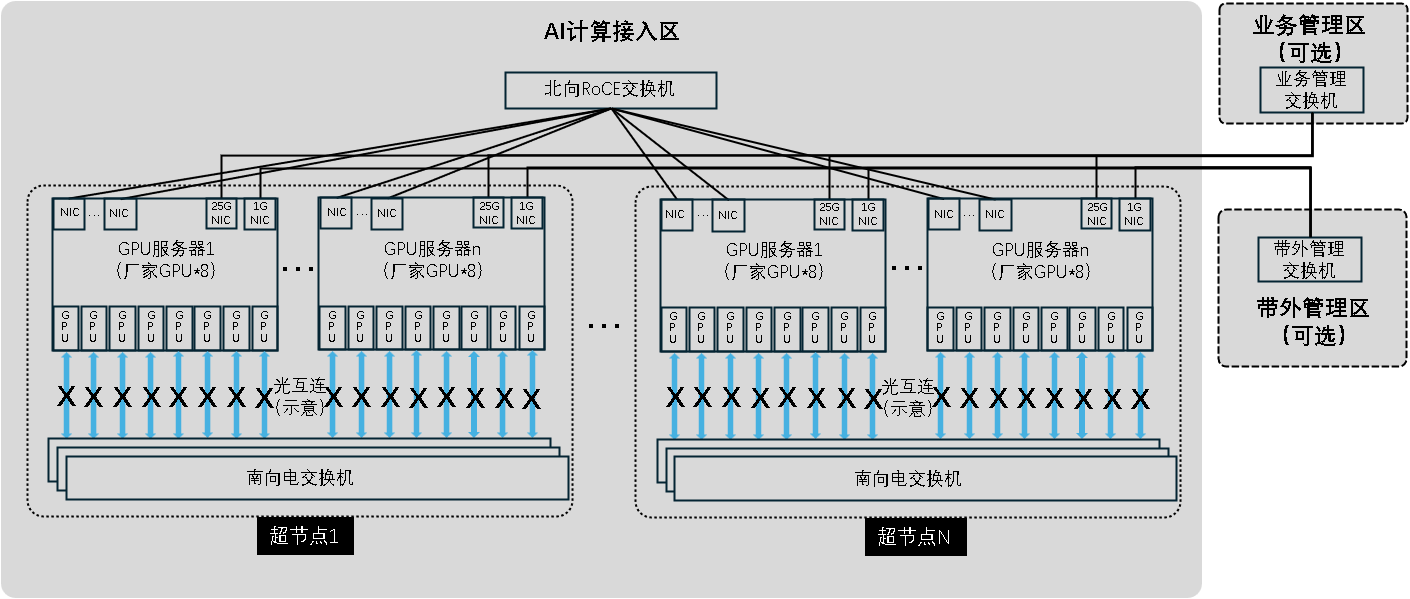 AI计算接入区
北向RoCE交换机
业务管理区
（可选）
业务管理
交换机
带外管理
交换机
带外管理区
（可选）
NIC ... NIC
25G
NIC
1G
NIC
GPU服务器1
（厂家GPU*8）
GPU GPU GPU GPU GPU GPU GPU GPU
...
NIC ... NIC
25G
NIC
1G
NIC
GPU服务器n
（厂家GPU*8）
GPU GPU GPU GPU GPU GPU GPU GPU
X X X X X X X X
光互连
(示意)
X X X X X X X X
南向电交换机
超节点1
...
NIC ... NIC
25G
NIC
1G
NIC
GPU服务器1
（厂家GPU*8）
GPU GPU GPU GPU GPU GPU GPU GPU
...
NIC ... NIC
25G
NIC
1G
NIC
GPU服务器n
（厂家GPU*8）
GPU GPU GPU GPU GPU GPU GPU GPU
X X X X X X X X
光互连
(示意)
X X X X X X X X
南向电交换机
超节点N